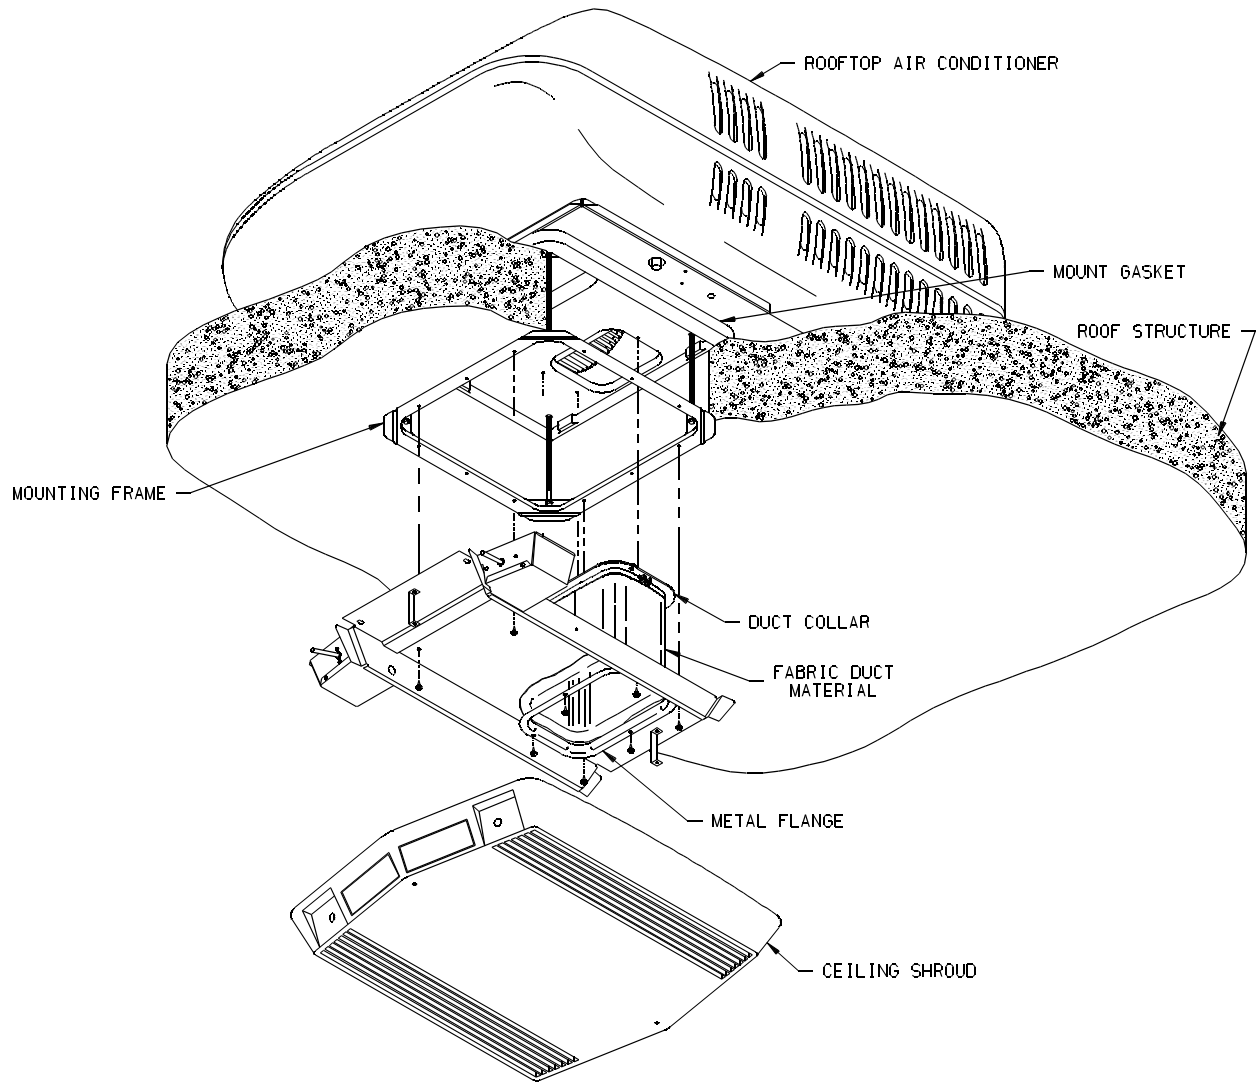 ROOFTOP AIR CONDITIONER
MOUNT GASKET
ROOF STRUCTURE
MOUNTING FRAME
DUCT COLLAR
FABRIC DUCT
MATERIAL
METAL FLANGE
CEILING SHROUD